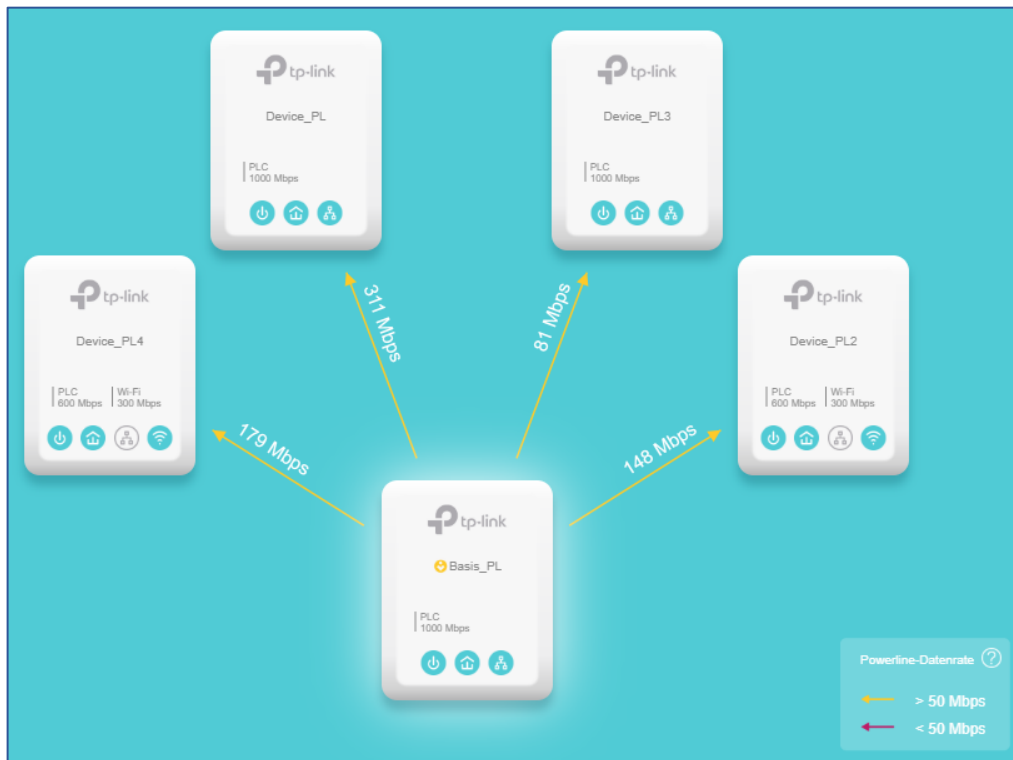 tp-link
Device_PL
PLC
1000 Mbps
tp-link
Device_PL3
PLC
1000 Mbps
tp-link
Device_PL4
PLC
600 Mbps
Wi-Fi
300 Mbps
tp-link
Device_PL2
PLC
600 Mbps
Wi-Fi
300 Mbps
311 Mbps
81 Mbps
179 Mbps
148 Mbps
tp-link
Basis_PL
PLC
1000 Mbps
Powerline-Datenrate ?
> 50 Mbps
< 50 Mbps